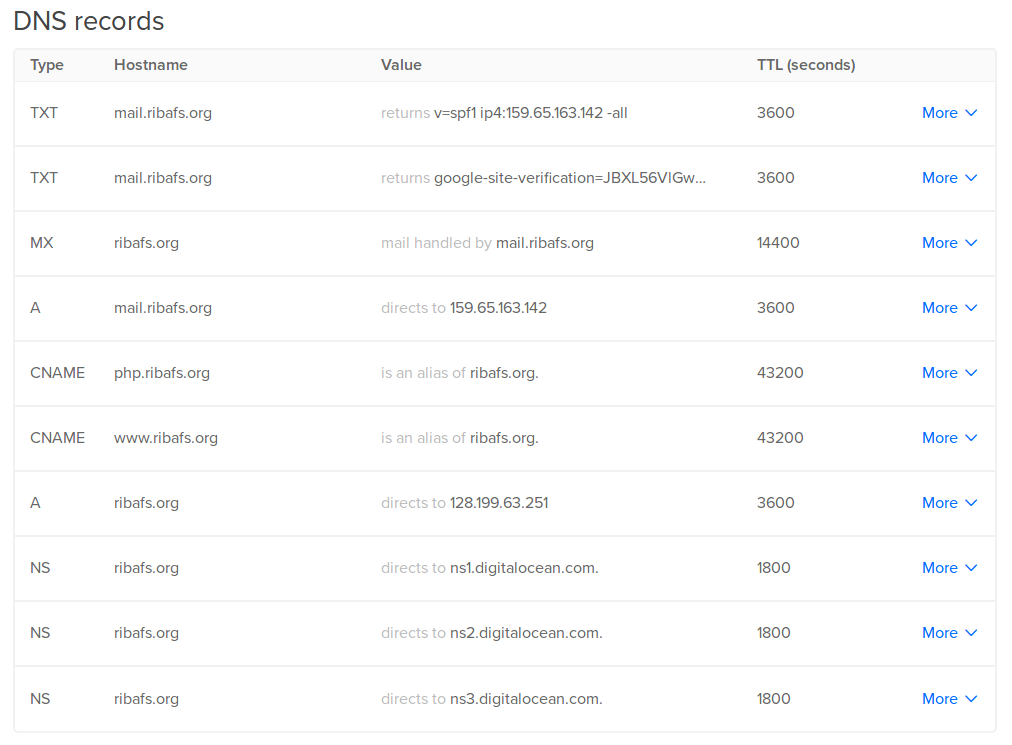 DNS records
Type Hostname Value TTL (seconds)
TXT mail.ribafs.org returns v=spf1 ip4:159.65.163.142 -all 3600 More
TXT mail.ribafs.org returns google-site-verification=JBXL56VIGw... 3600 More
MX ribafs.org mail handled by mail.ribafs.org 14400 More
A mail.ribafs.org directs to 159.65.163.142 3600 More
CNAME php.ribafs.org is an alias of ribafs.org. 43200 More
CNAME www.ribafs.org is an alias of ribafs.org. 43200 More
A ribafs.org directs to 128.199.63.251 3600 More
NS ribafs.org directs to ns1.digitalocean.com. 1800 More
NS ribafs.org directs to ns2.digitalocean.com. 1800 More
NS ribafs.org directs to ns3.digitalocean.com. 1800 More